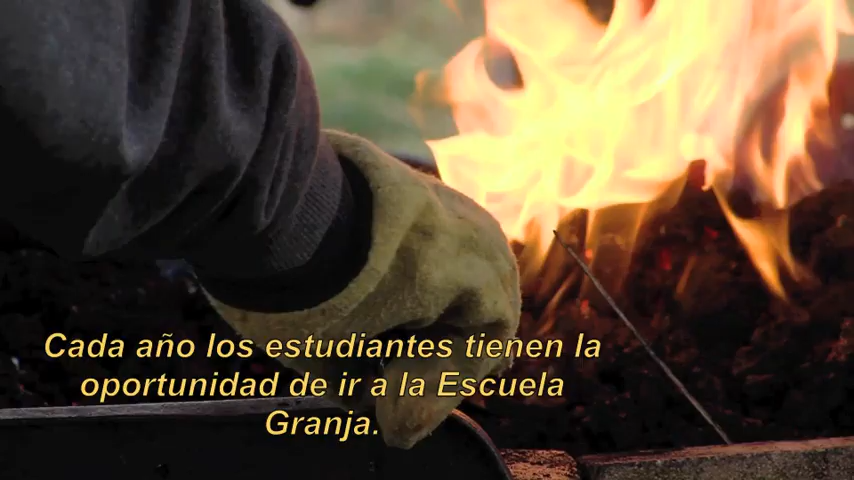 Cada año los estudiantes tienen la
oportunidad de ir a la Escuela
Granja.